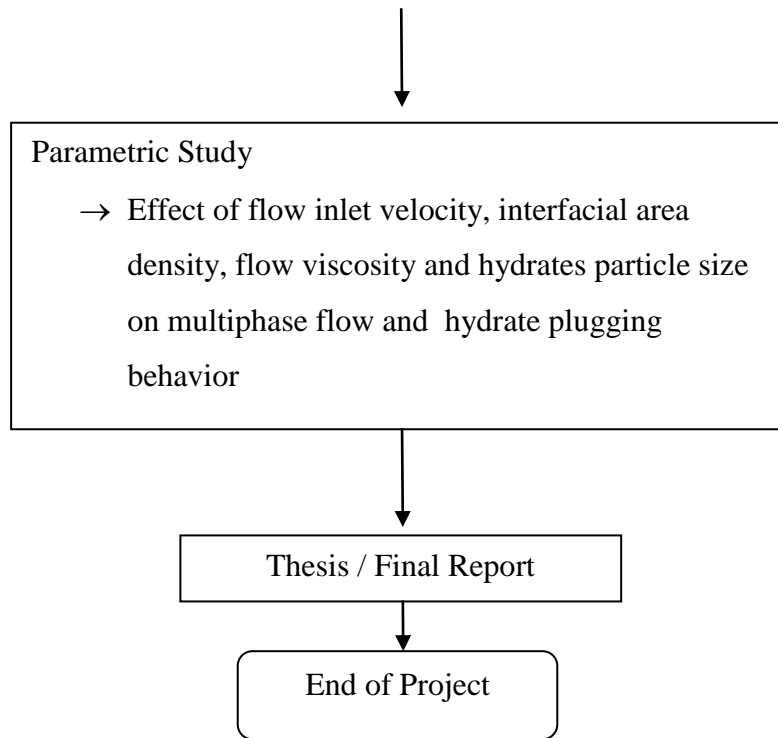 Parametric Study
→ Effect of flow inlet velocity, interfacial area
density, flow viscosity and hydrates particle size
on multiphase flow and hydrate plugging
behavior
Thesis / Final Report
End of Project